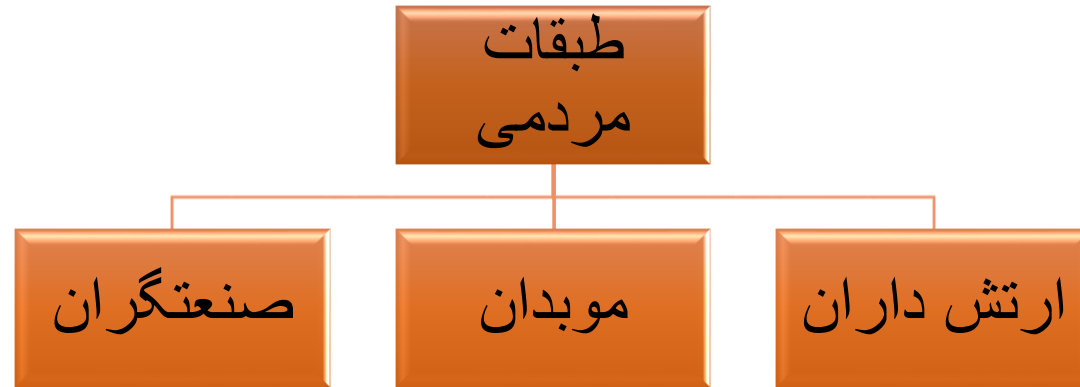 طبقات
مردمی
ارتش داران
موبدان
صنعتگران